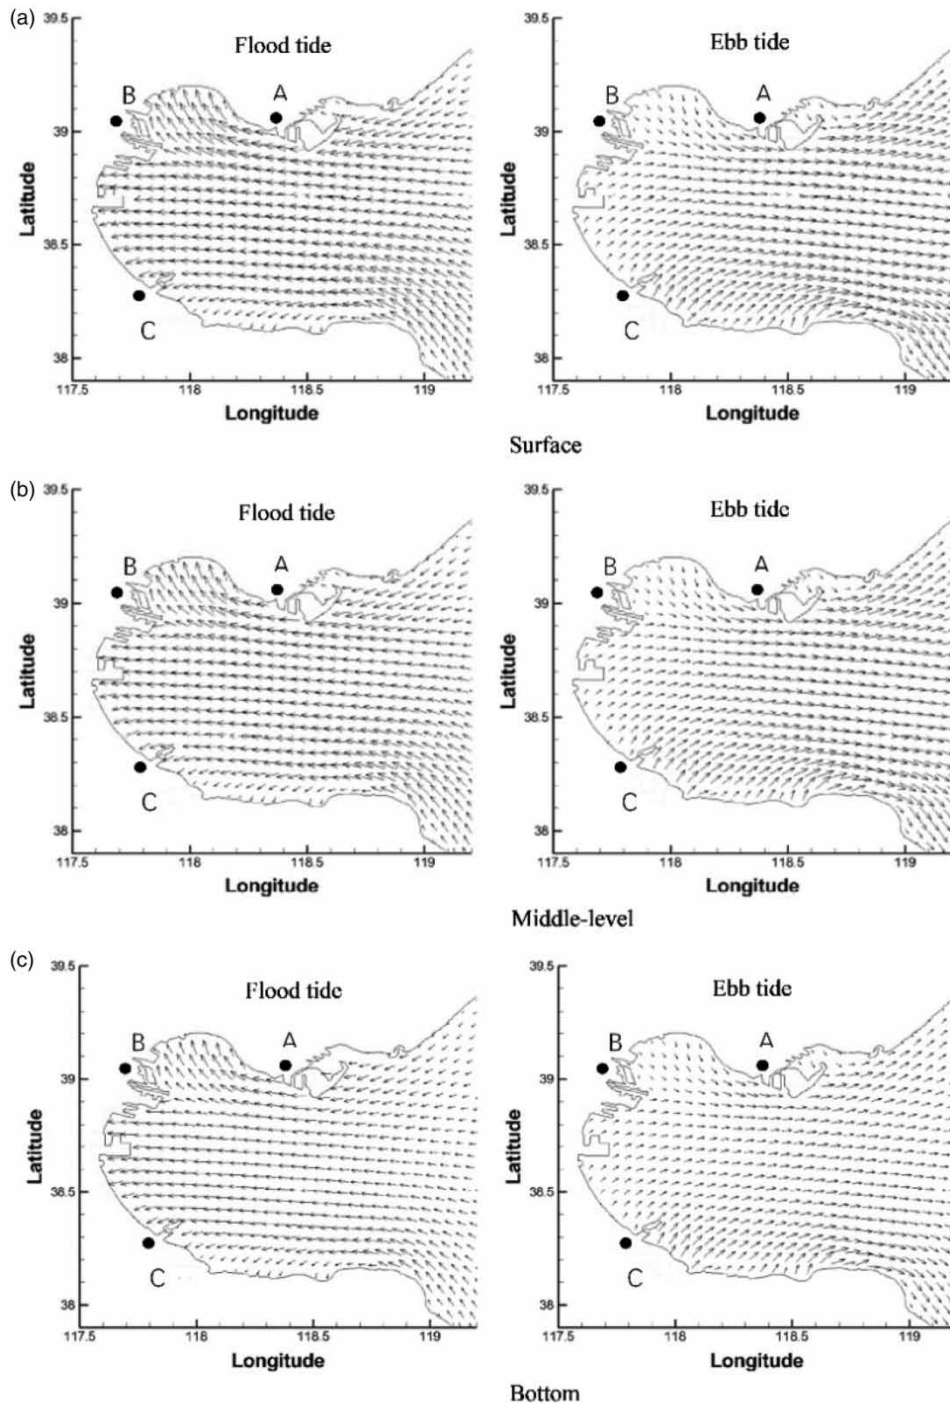 (a)
Flood tide
Ebb tide
39.5
39
38.5
38
Latitude
B
A
C
117.5 118 118.5 119
Longitude
39.5
39
38.5
38
Latitude
B
A
C
117.5 118 118.5 119
Longitude
Surface
(b)
Flood tide
Ebb tide
39.5
39
38.5
38
Latitude
B
A
C
117.5 118 118.5 119
Longitude
39.5
39
38.5
38
Latitude
B
A
C
117.5 118 118.5 119
Longitude
Middle-level
(c)
Flood tide
Ebb tide
39.5
39
38.5
38
Latitude
B
A
C
117.5 118 118.5 119
Longitude
39.5
39
38.5
38
Latitude
B
A
C
117.5 118 118.5 119
Longitude
Bottom